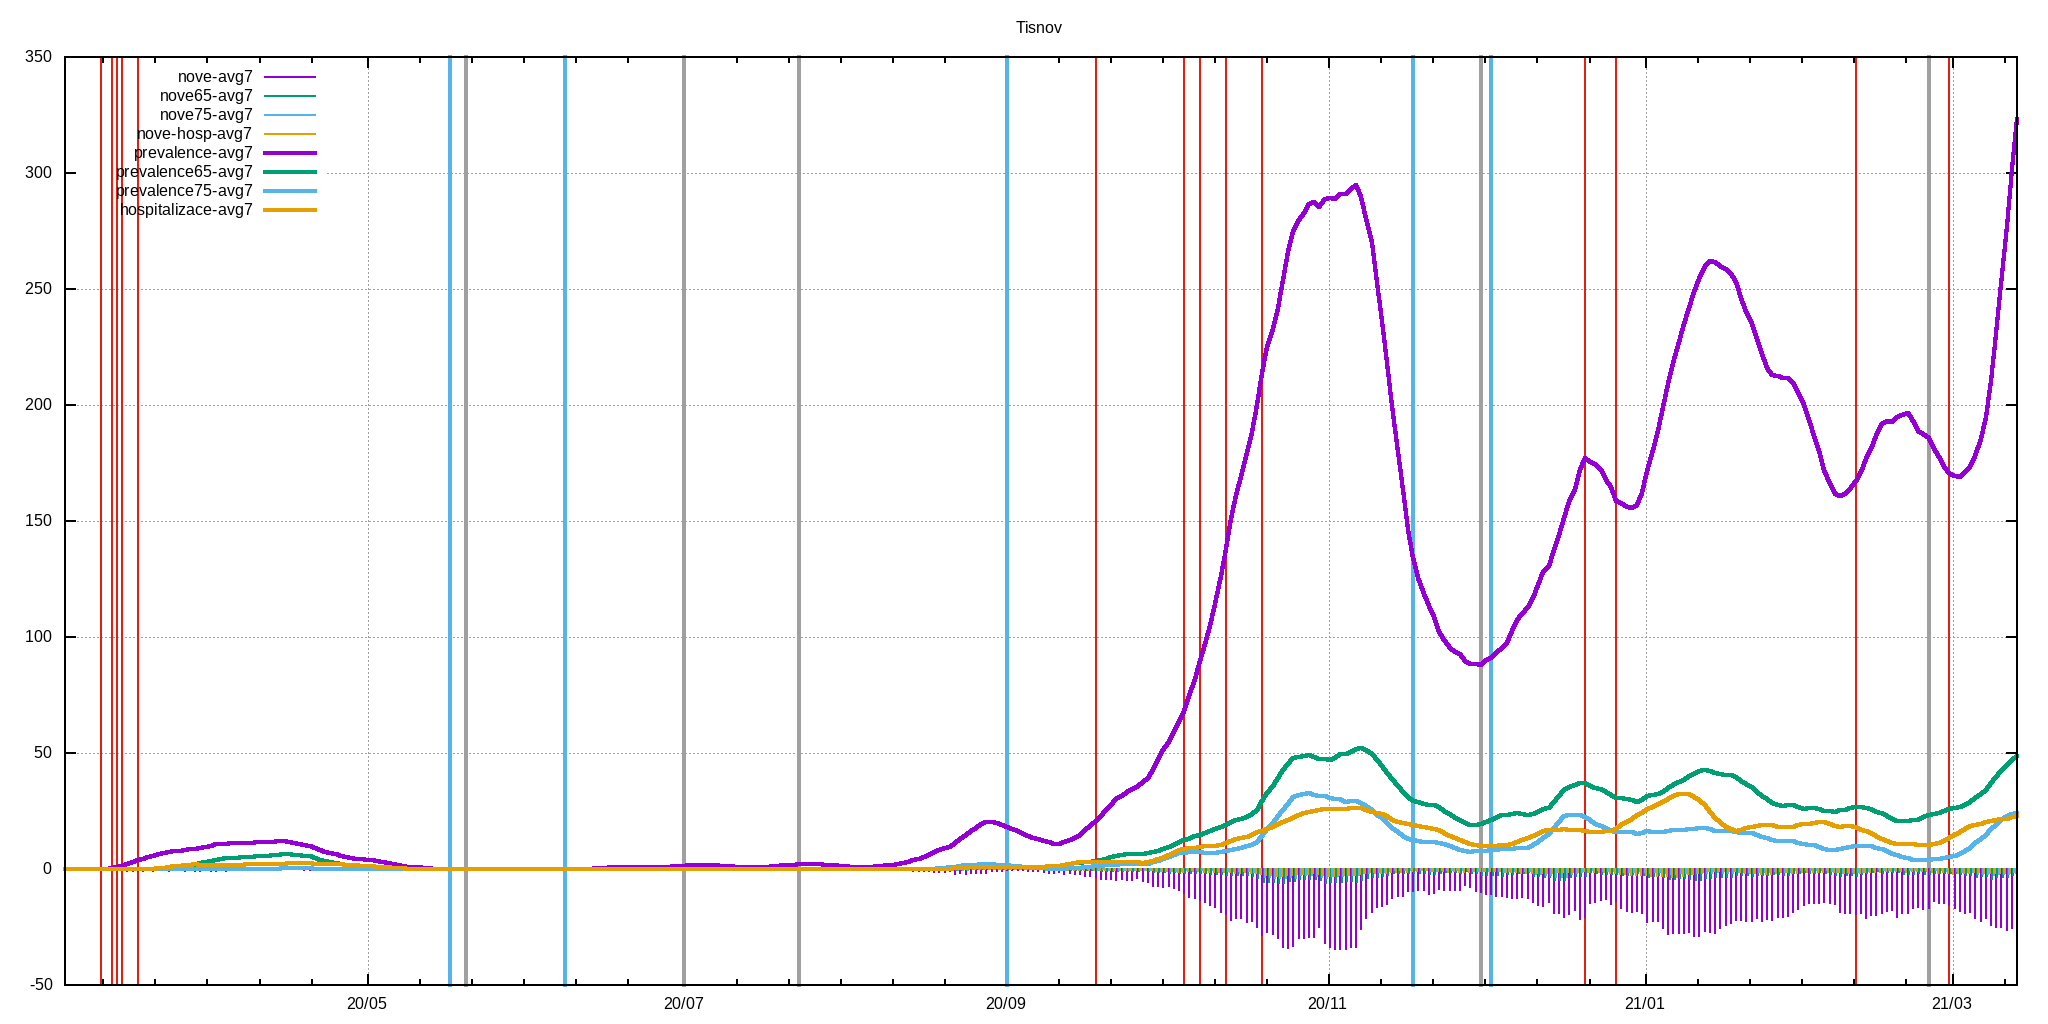 Tisnov
350
300
250
200
150
100
50
0
-50
nove-avg7
nove65-avg7
nove75-avg7
nove-hosp-avg7
prevalence-avg7
prevalence65-avg7
prevalence75-avg7
hospitalizace-avg7
20/05 20/07 20/09 20/11 21/01 21/03